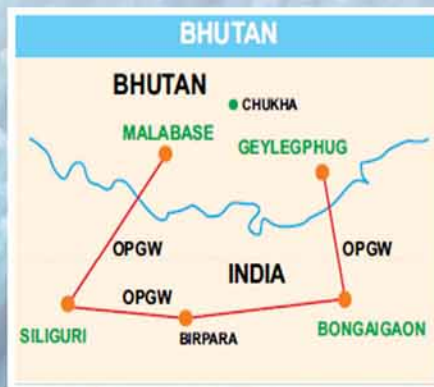 BHUTAN
BHUTAN
CHUKHA
MALABASE
GEYLEGPHUG
OPGW
OPGW
INDIA
OPGW
SILIGURI
BIRPARA
BONGAIGAON